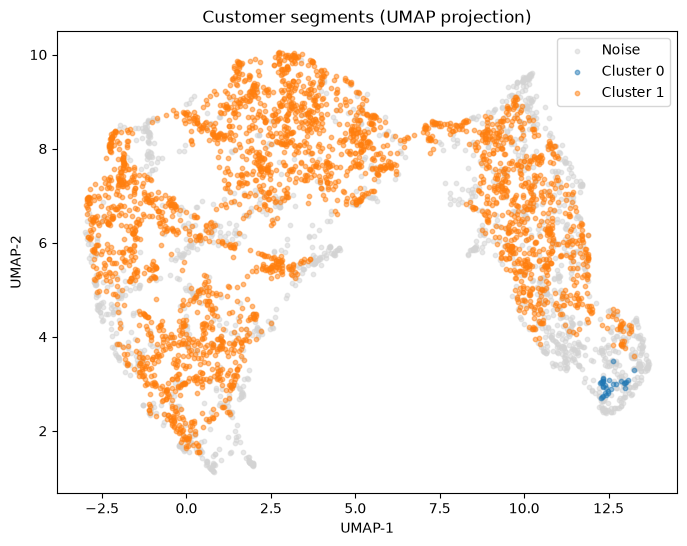 Customer segments (UMAP projection)
Noise
Cluster 0
Cluster 1
10
8
6
4
2
UMAP-2
−2.5 0.0 2.5 5.0 7.5 10.0 12.5
UMAP-1